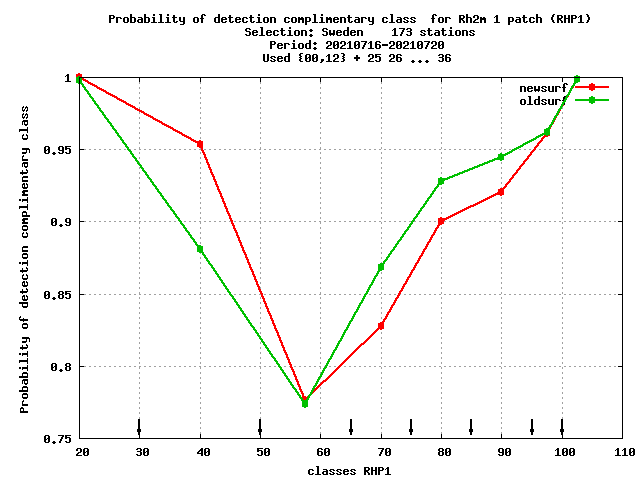 Probability of detection complimentary class  for Rh2m 1 patch (RHP1)
Selection: Sweden    173 stations
Period: 20210716-20210720
Used {00,12} + 25 26 ... 36
newsurf
oldsurf
Probability of detection complimentary class
1
0.95
0.9
0.85
0.8
0.75
20 30 40 50 60 70 80 90 100 110
classes RHP1